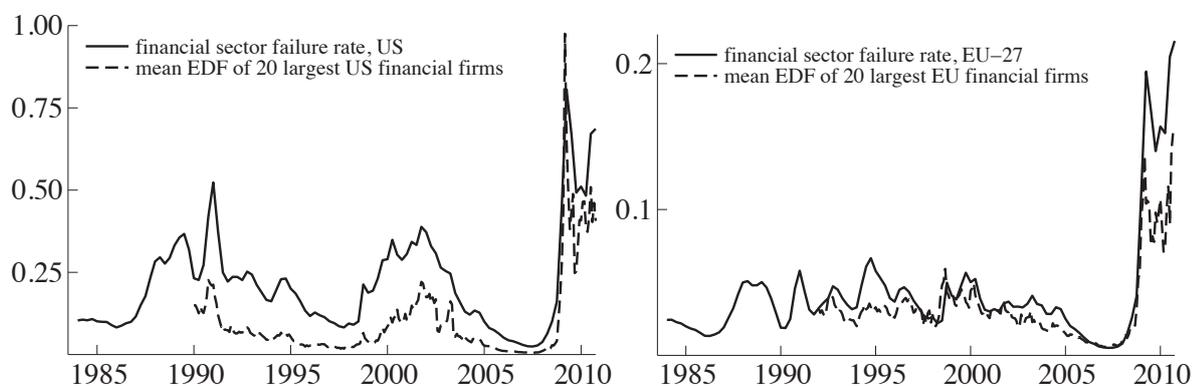 1.00
financial sector failure rate, US
mean EDF of 20 largest US financial firms
0.75
0.50
0.25
1985 1990 1995 2000 2005 2010
financial sector failure rate, EU–27
0.2
mean EDF of 20 largest EU financial firms
0.1
1985 1990 1995 2000 2005 2010